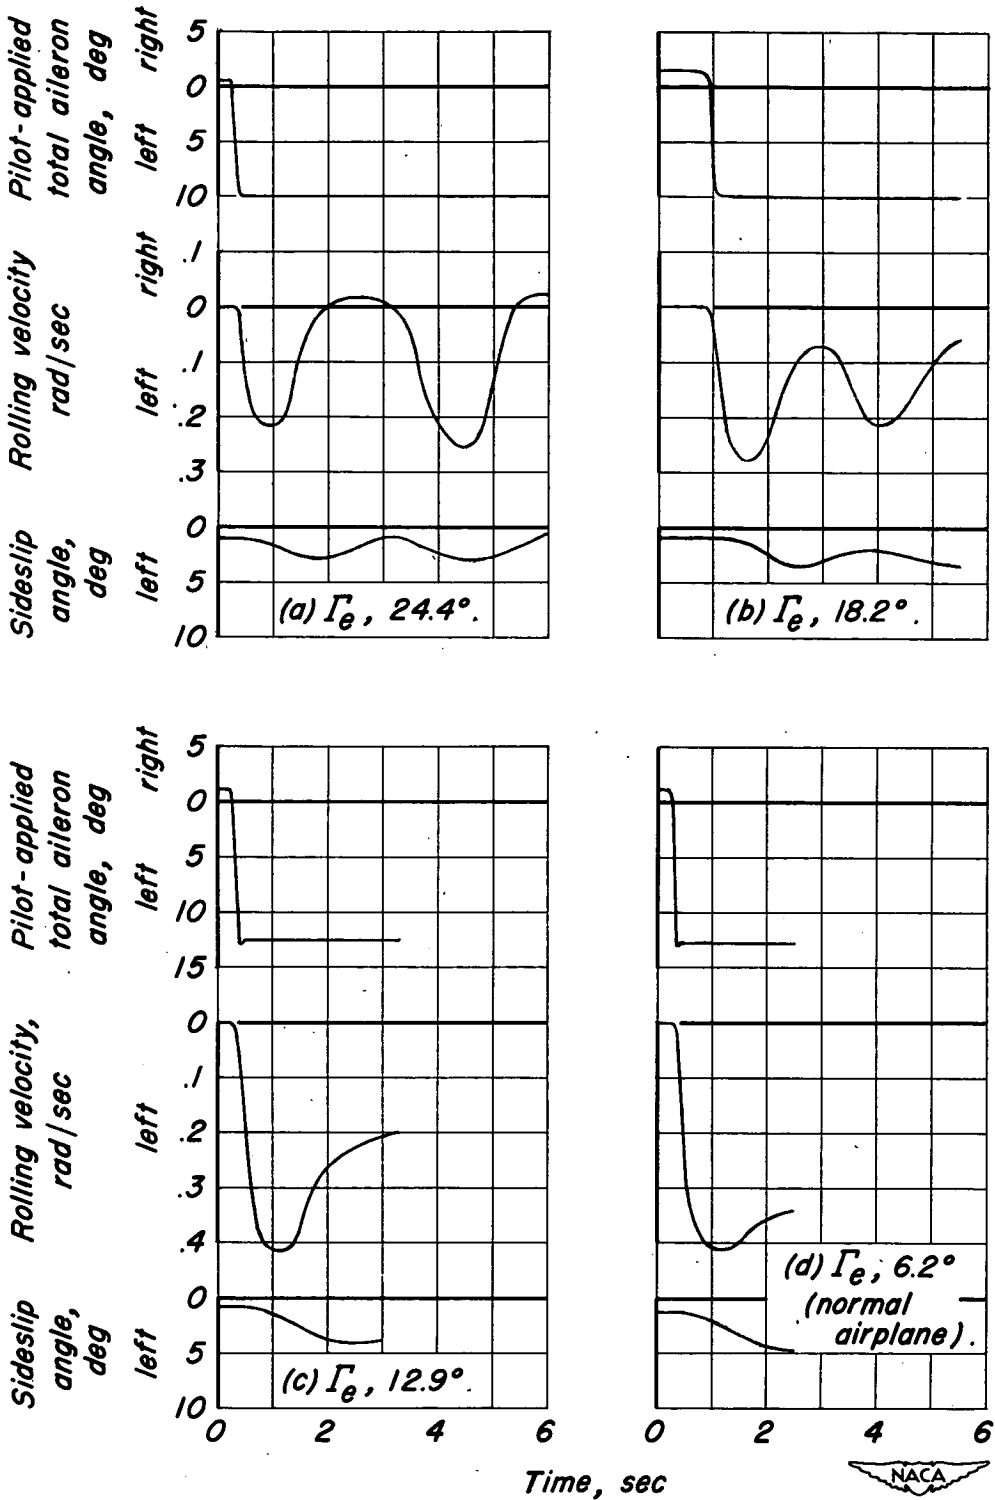 Pilot-applied
total aileron
angle, deg
left right
5
0
5
10
Rolling velocity
rad/sec
left right
.1
0
.1
.2
.3
Sideslip
angle,
deg
left
0
5
10
(a) Γe, 24.4°.
(b) Γe, 18.2°.
Pilot-applied
total aileron
angle, deg
left right
5
0
5
10
15
Rolling velocity,
rad/sec
left
0
.1
.2
.3
.4
Sideslip
angle,
deg
left
0
5
10
(c) Γe, 12.9°.
(d) Γe, 6.2°
(normal
airplane).
0 2 4 6
0 2 4 6
Time, sec
NACA